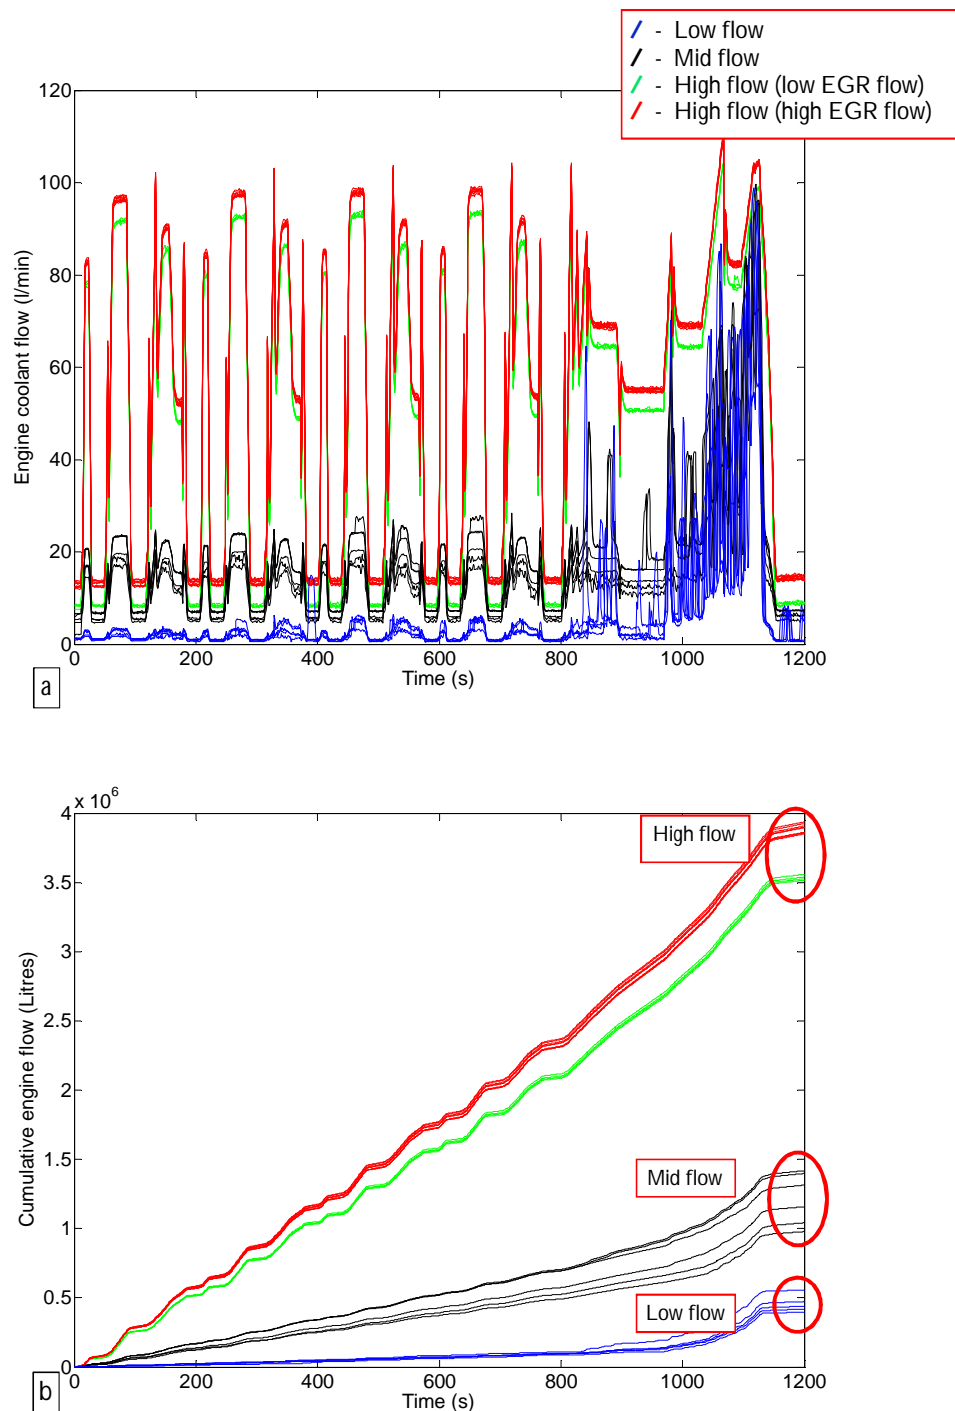 - Low flow
- Mid flow
- High flow (low EGR flow)
- High flow (high EGR flow)
120
100
80
60
40
20
0
Engine coolant flow (l/min)
0 200 400 600 800 1000 1200
Time (s)
a
x 10^6
4
3.5
3
2.5
2
1.5
1
0.5
0
Cumulative engine flow (Litres)
High flow
Mid flow
Low flow
0 200 400 600 800 1000 1200
Time (s)
b